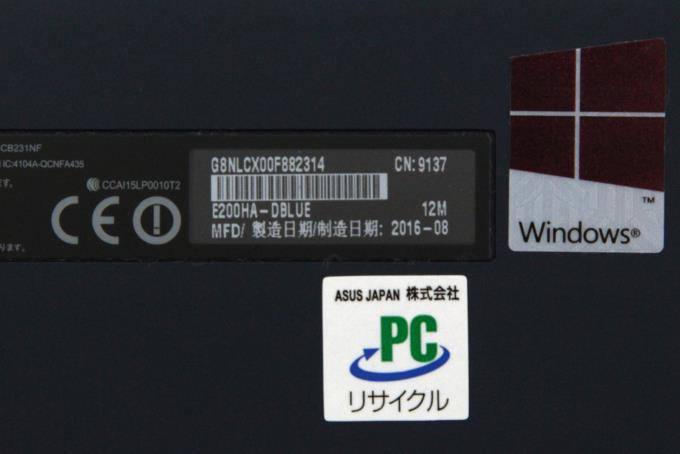 CB231NF
IC:4104A-QCNFA435
CCAI15LP0010T2
G8NLCX00F882314 CN: 9137
E200HA-DBLUE 12M
MFD/ 製造日期/制造日期: 2016-08
TM
Windows®
ASUS JAPAN 株式会社
PC
リサイクル